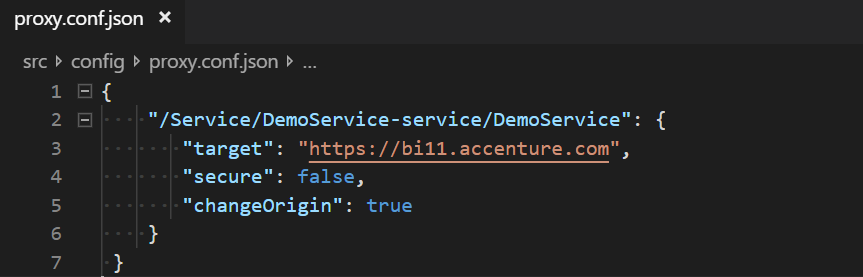 proxy.conf.json ×
src > config > proxy.conf.json > ...
1 {
2 "/Service/DemoService-service/DemoService": {
3 "target": "https://bi11.accenture.com",
4 "secure": false,
5 "changeOrigin": true
6 }
7 }